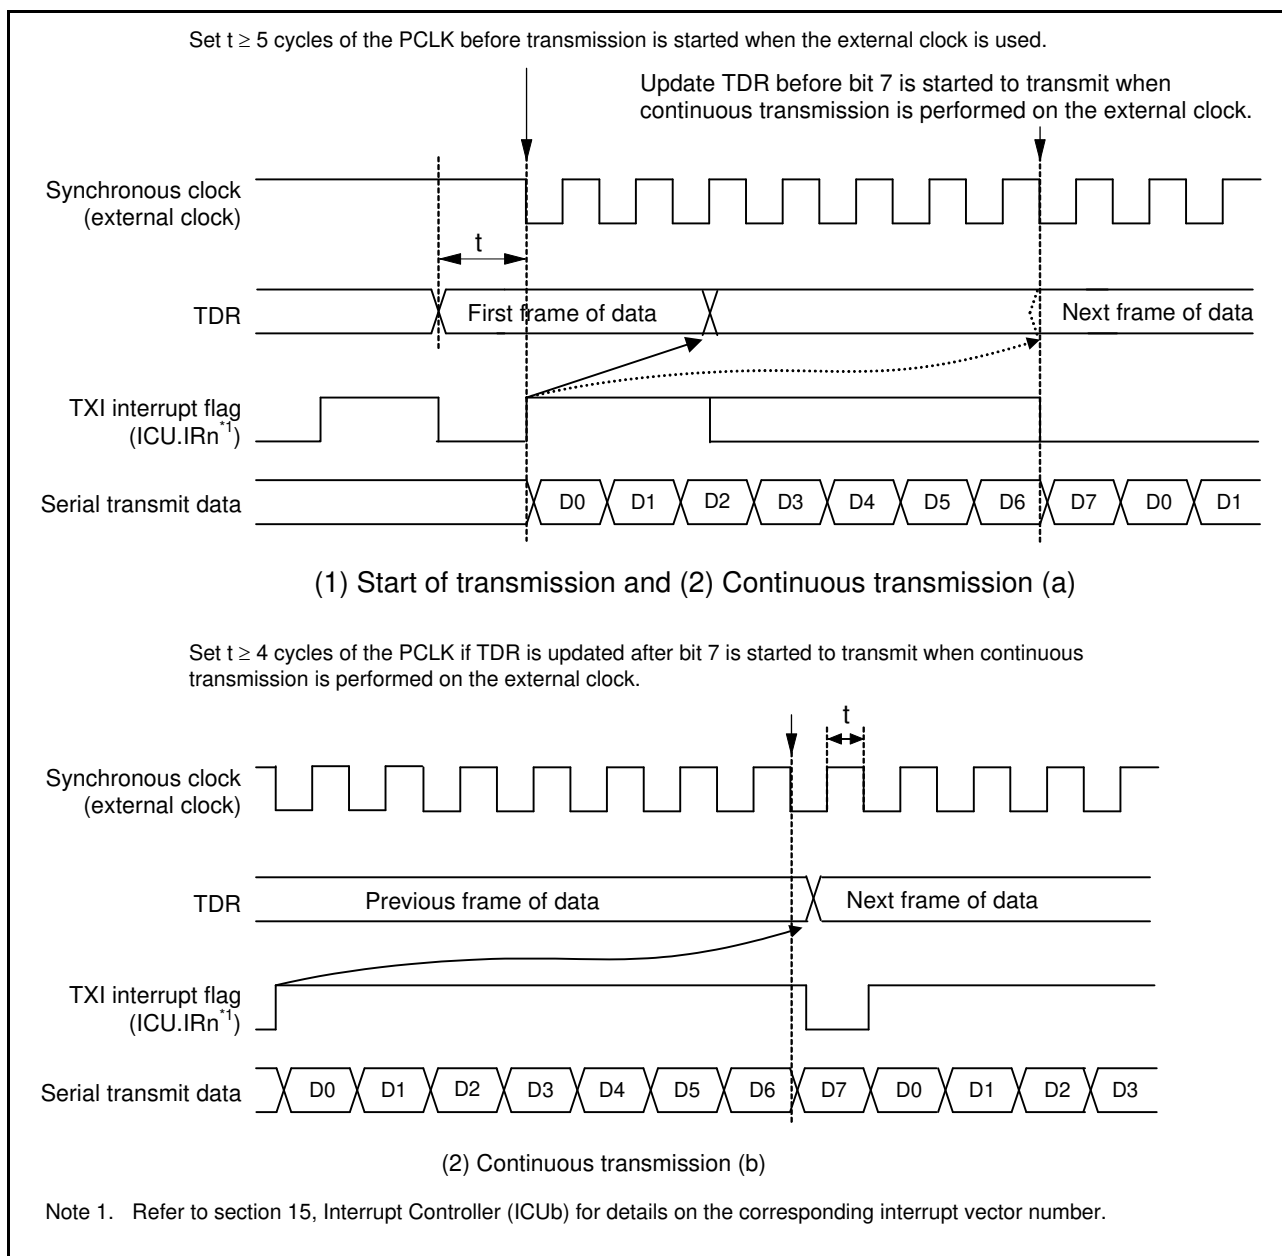 Set t ≥ 5 cycles of the PCLK before transmission is started when the external clock is used.
Update TDR before bit 7 is started to transmit when
continuous transmission is performed on the external clock.
Synchronous clock
(external clock)
t
TDR
First frame of data
Next frame of data
TXI interrupt flag
(ICU.IRn*1)
Serial transmit data
D0 D1 D2 D3 D4 D5 D6 D7 D0 D1
(1) Start of transmission and (2) Continuous transmission (a)
Set t ≥ 4 cycles of the PCLK if TDR is updated after bit 7 is started to transmit when continuous
transmission is performed on the external clock.
t
Synchronous clock
(external clock)
TDR
Previous frame of data
Next frame of data
TXI interrupt flag
(ICU.IRn*1)
Serial transmit data
D0 D1 D2 D3 D4 D5 D6 D7 D0 D1 D2 D3
(2) Continuous transmission (b)
Note 1. Refer to section 15, Interrupt Controller (ICUb) for details on the corresponding interrupt vector number.